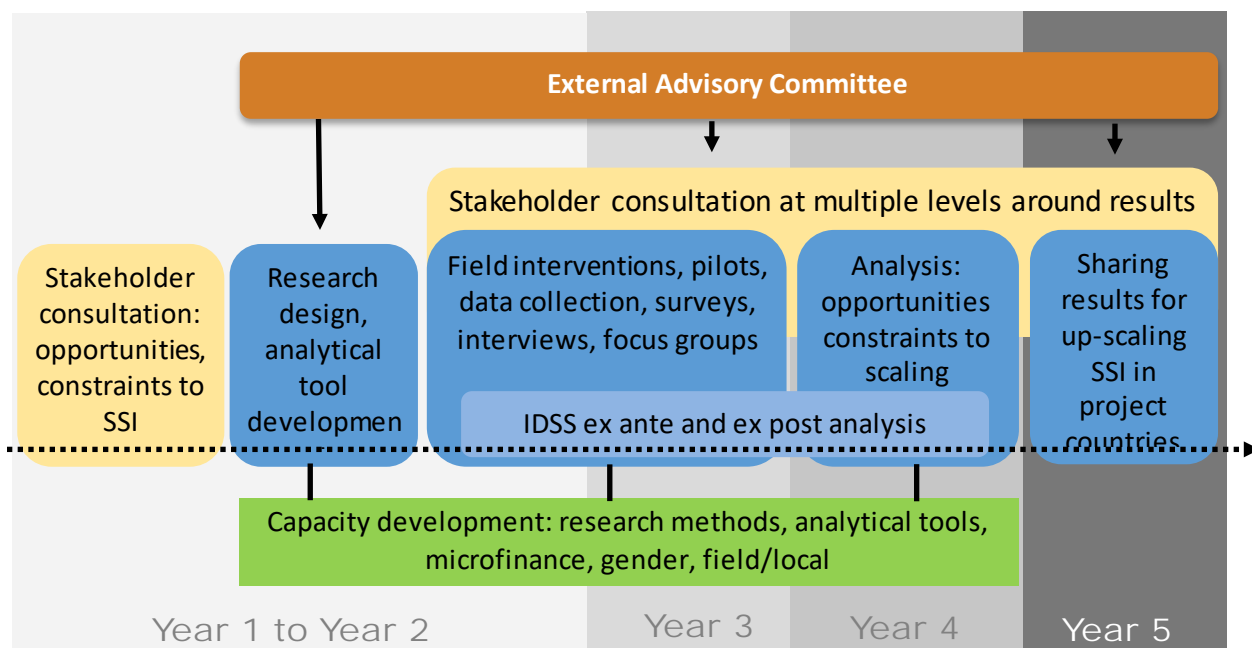 External Advisory Committee
Stakeholder consultation at multiple levels around results
Stakeholder
consultation:
opportunities,
constraints to
SSI
Research
design,
analytical
tool
developmen
Field interventions, pilots,
data collection, surveys,
interviews, focus groups
Analysis:
opportunities
constraints to
scaling
Sharing
results for
up-scaling
SSI in
project
countries
IDSS ex ante and ex post analysis
Capacity development: research methods, analytical tools,
microfinance, gender, field/local
Year 1 to Year 2
Year 3
Year 4
Year 5